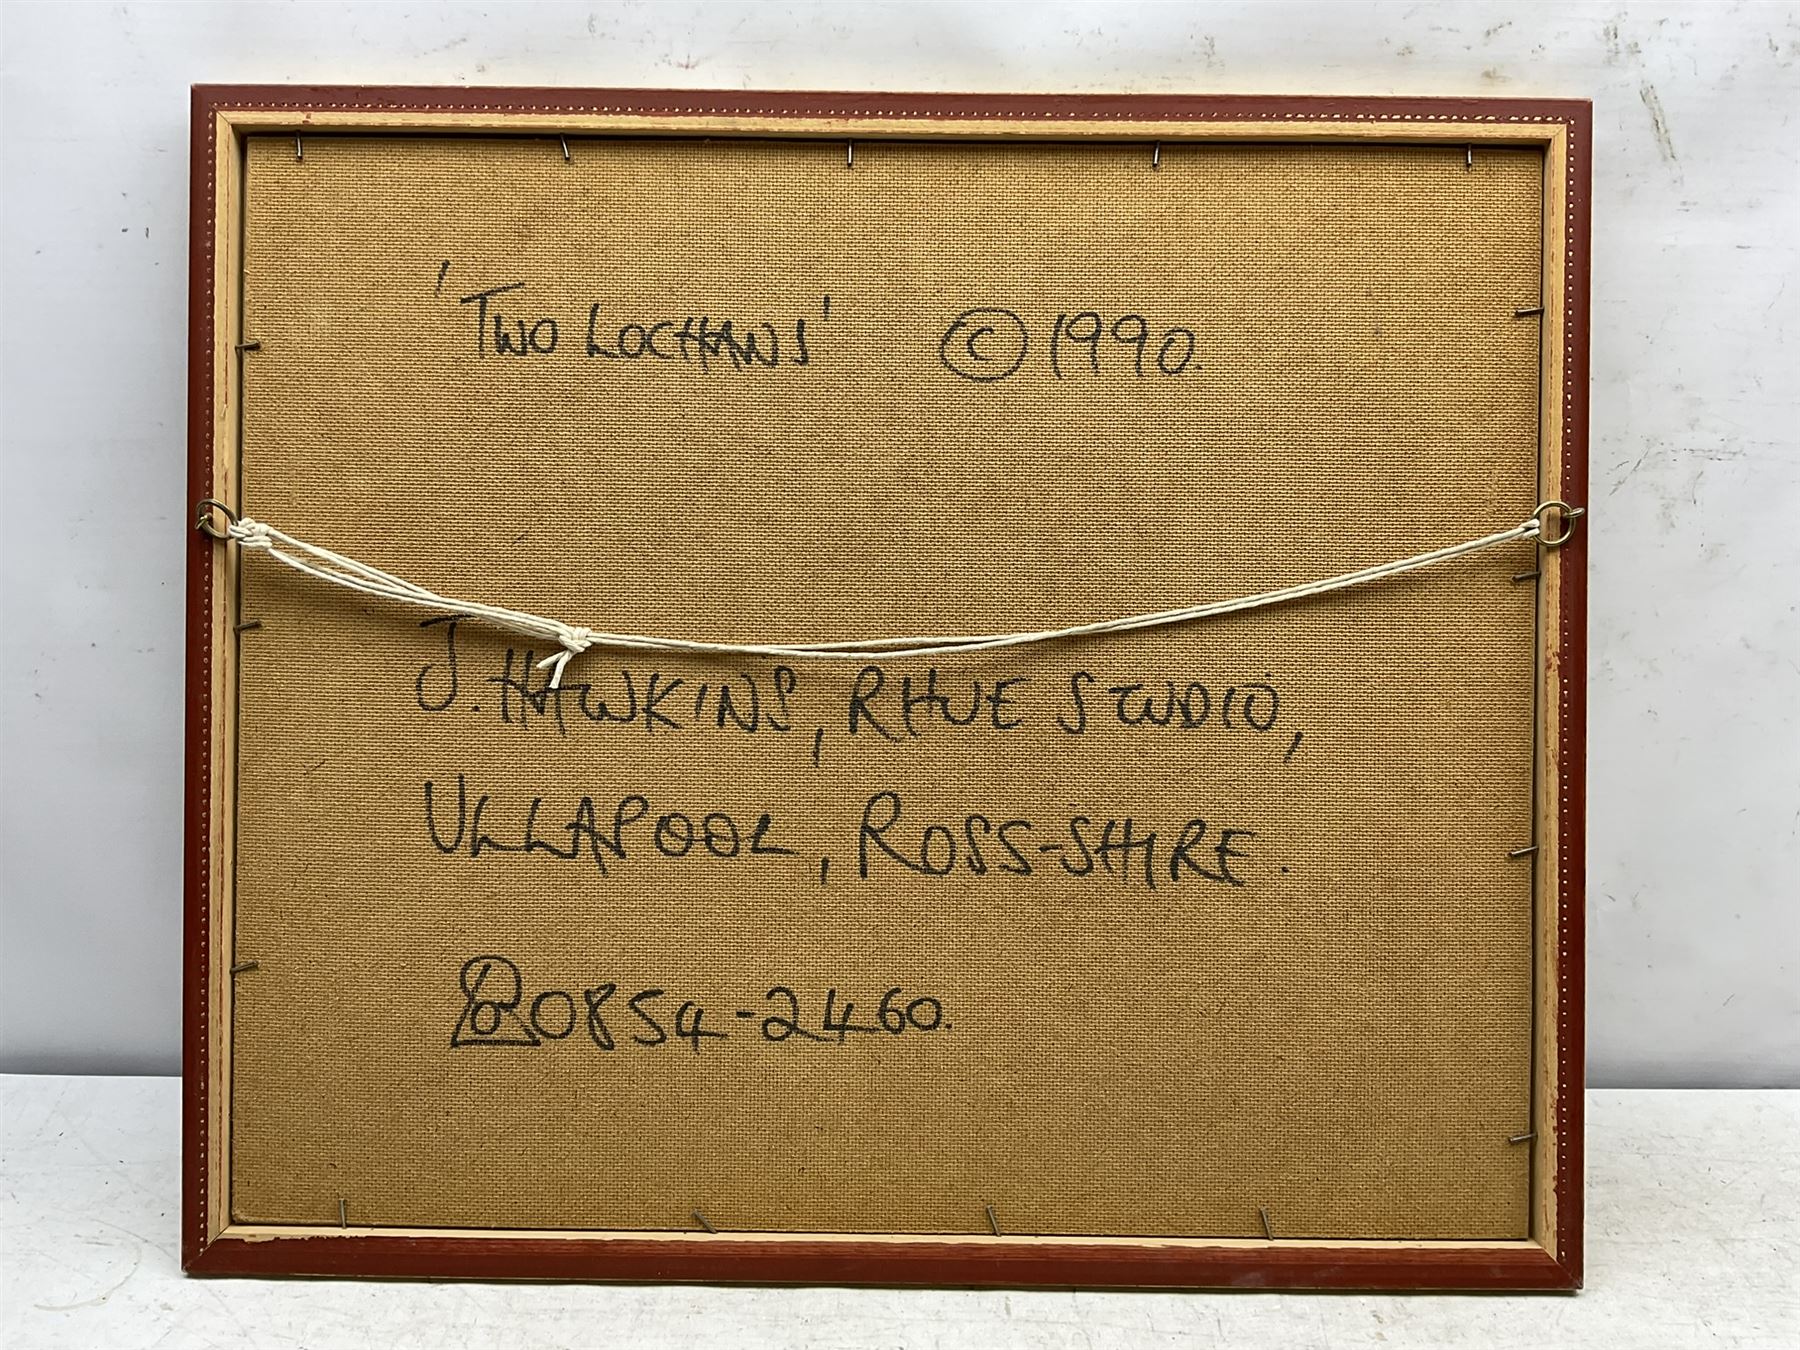 'Two Lochans' © 1990.
J. Hawkins, Rhue Studio,
Ullapool, Ross-shire.
☎ 0854-2460.